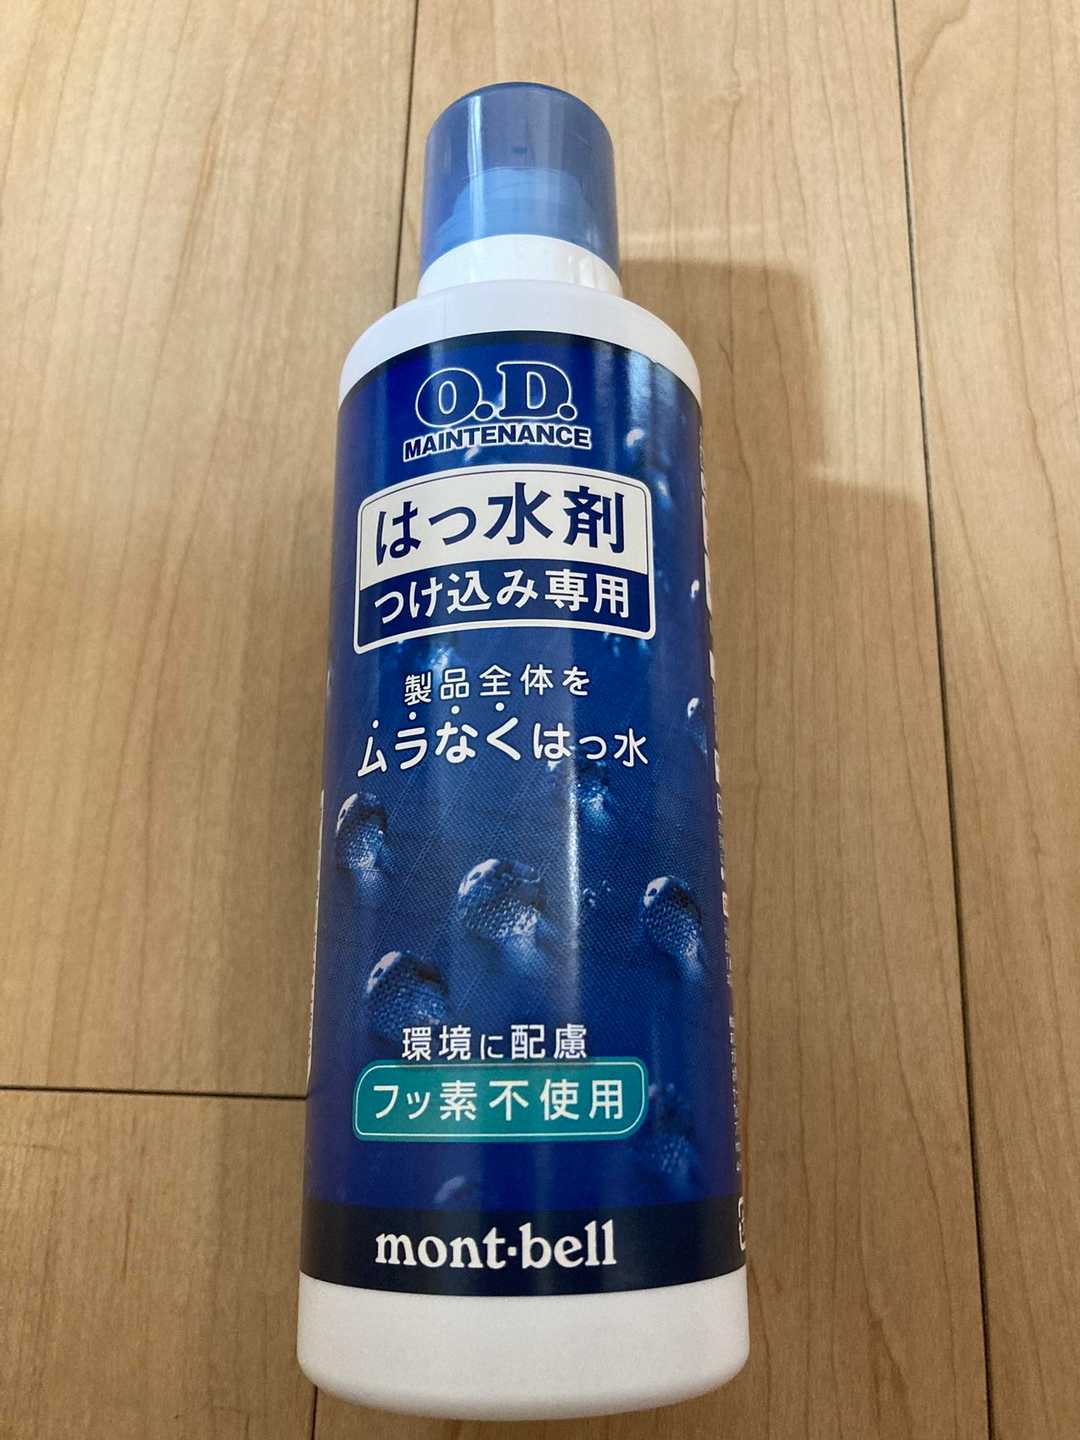 O.D.
MAINTENANCE
はっ水剤
つけ込み専用
製品全体を
ムラなくはっ水
環境に配慮
フッ素不使用
mont-bell